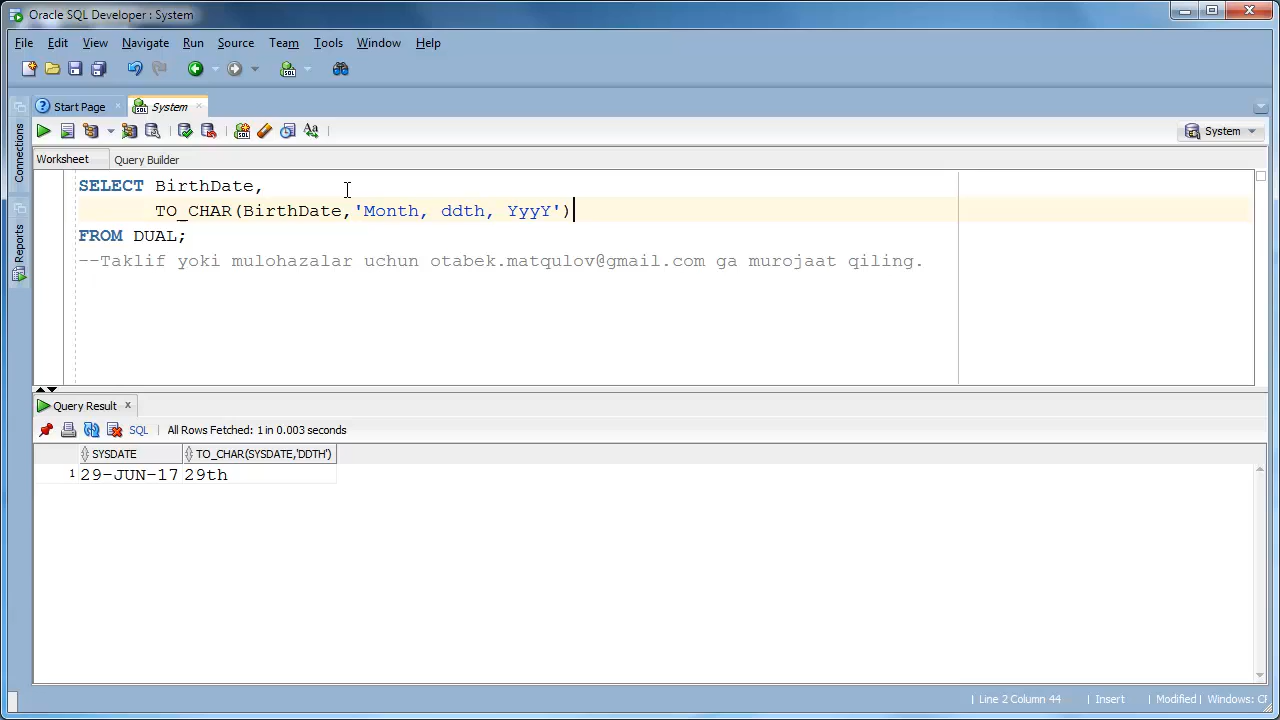 Oracle SQL Developer : System
File Edit View Navigate Run Source Team Tools Window Help
Start Page × System ×
System
Connections
Reports
Worksheet Query Builder
SELECT BirthDate,
TO_CHAR(BirthDate,'Month, ddth, YyyY')
FROM DUAL;
--Taklif yoki mulohazalar uchun otabek.matqulov@gmail.com ga murojaat qiling.
Query Result ×
SQL All Rows Fetched: 1 in 0.003 seconds
SYSDATE TO_CHAR(SYSDATE,'DDTH')
1 29-JUN-17 29th
Line 2 Column 44 Insert Modified Windows: